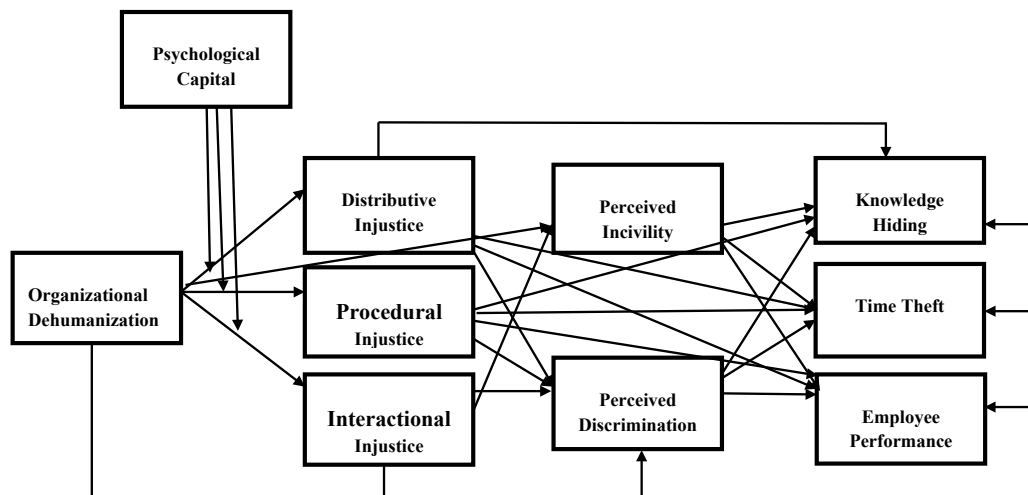 Psychological
Capital
Distributive
Injustice
Perceived
Incivility
Knowledge
Hiding
Organizational
Dehumanization
Procedural
Injustice
Time Theft
Interactional
Injustice
Perceived
Discrimination
Employee
Performance